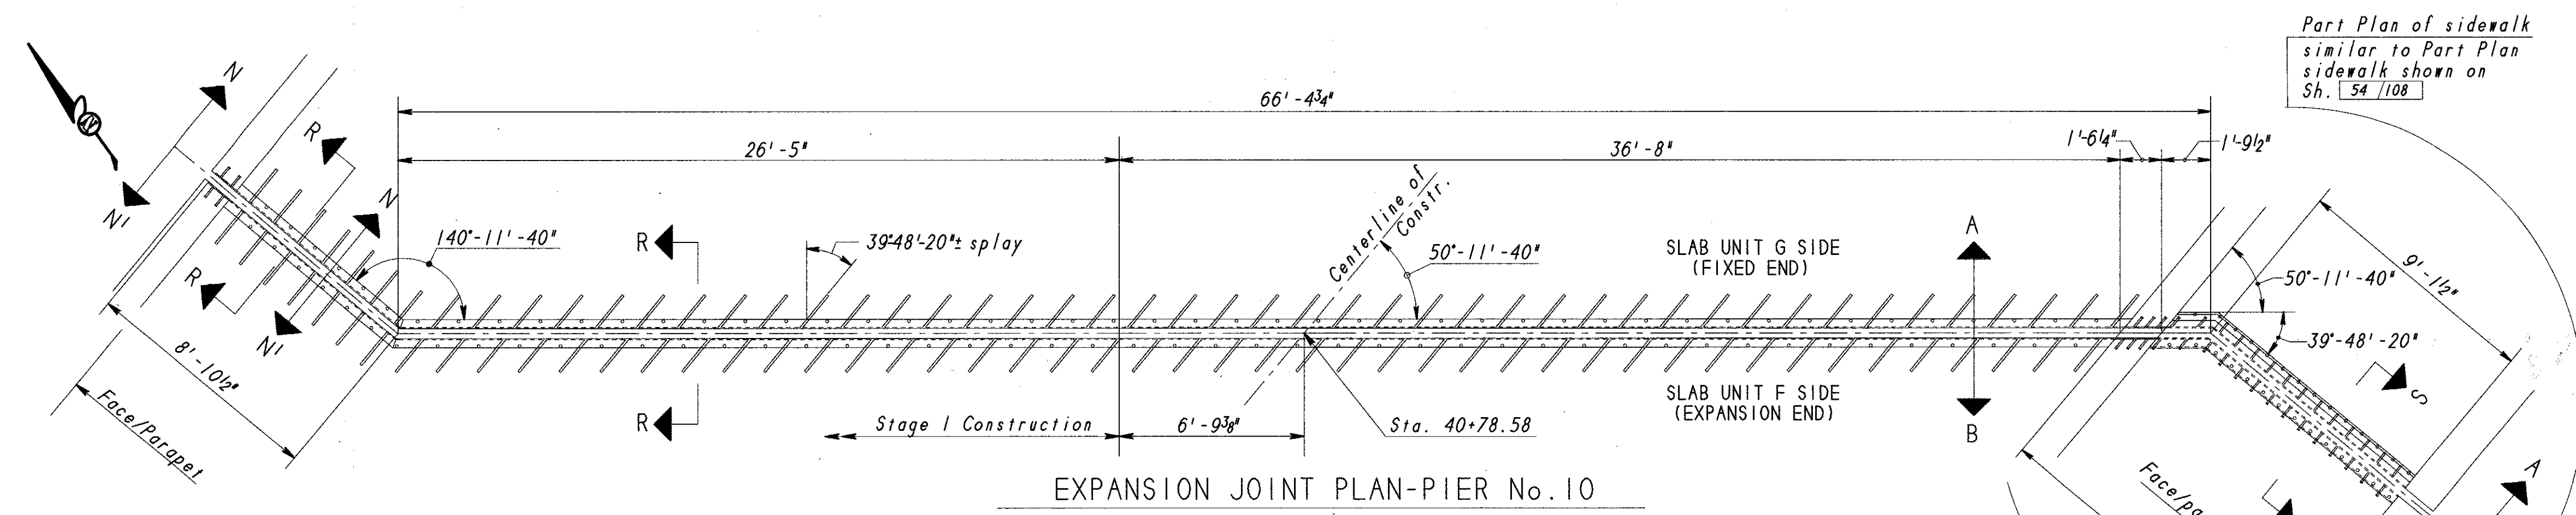 Part Plan of sidewalk
similar to Part Plan
sidewalk shown on
Sh. 54 /108
N
66'-4¾"
R
26'-5"
36'-8"
1'-6¼"
1'-9½"
N
N
N'
R
140°-11'-40"
R
39°48'-20"± splay
Centerline of
Constr.
50°-11'-40"
SLAB UNIT G SIDE
(FIXED END)
A
50°-11'-40"
9'-1½"
39°-48'-20"
N'
8'-10½"
Face/Parapet
R
Stage 1 Construction
6'-9⅜"
Sta. 40+78.58
SLAB UNIT F SIDE
(EXPANSION END)
B
S
A
EXPANSION JOINT PLAN-PIER No.10